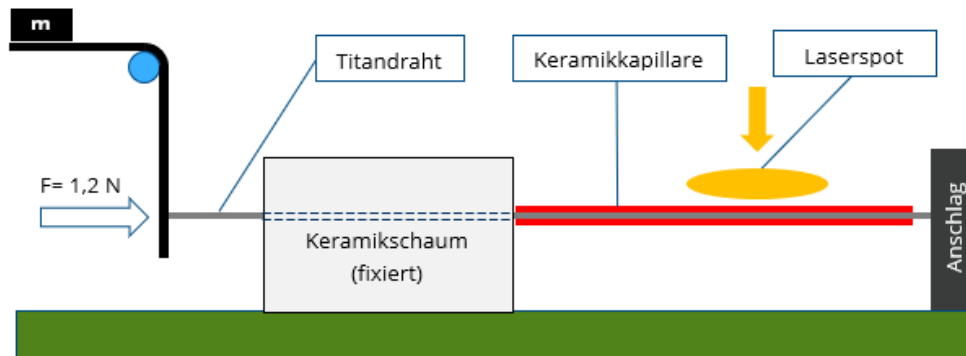 m
Titandraht
Keramikkapillare
Laserspot
F= 1,2 N
Keramikschaum
(fixiert)
Anschlag